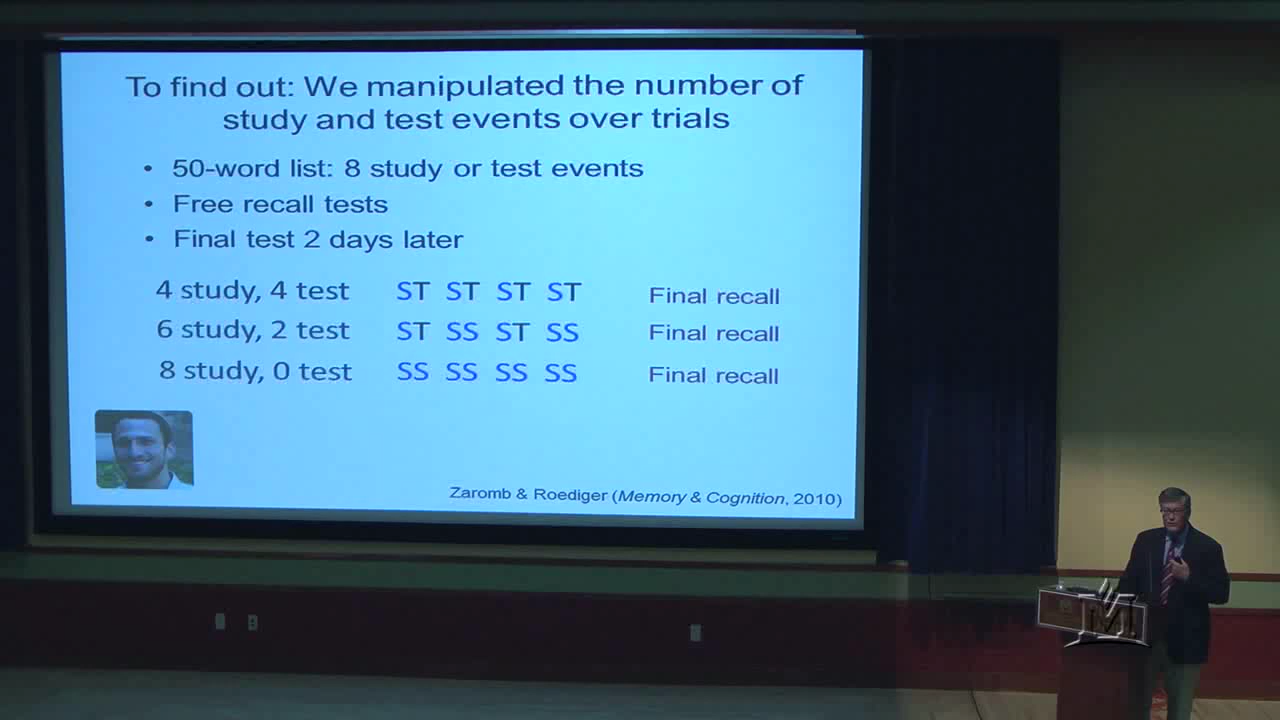 To find out: We manipulated the number of
study and test events over trials
• 50-word list: 8 study or test events
• Free recall tests
• Final test 2 days later
4 study, 4 test ST ST ST ST Final recall
6 study, 2 test ST SS ST SS Final recall
8 study, 0 test SS SS SS SS Final recall
Zaromb & Roediger (Memory & Cognition, 2010)
M